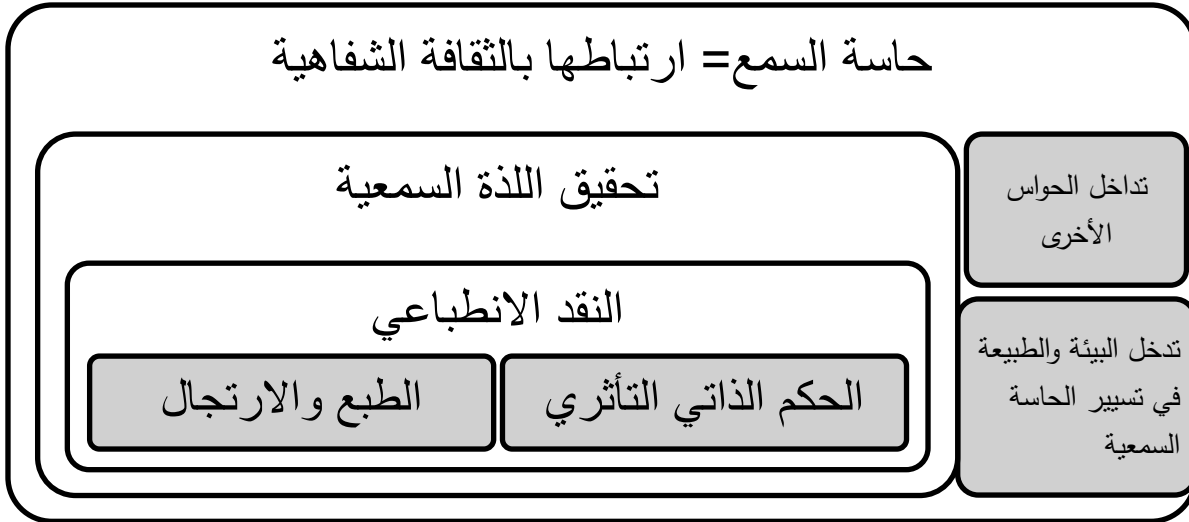 حاسة السمع= ارتباطها بالثقافة الشفاهية
تداخل الحواس
الأخرى
تدخل البيئة والطبيعة
في تسيير الحاسة
السمعية
تحقيق اللذة السمعية
النقد الانطباعي
الحكم الذاتي التأثري
الطبع والارتجال